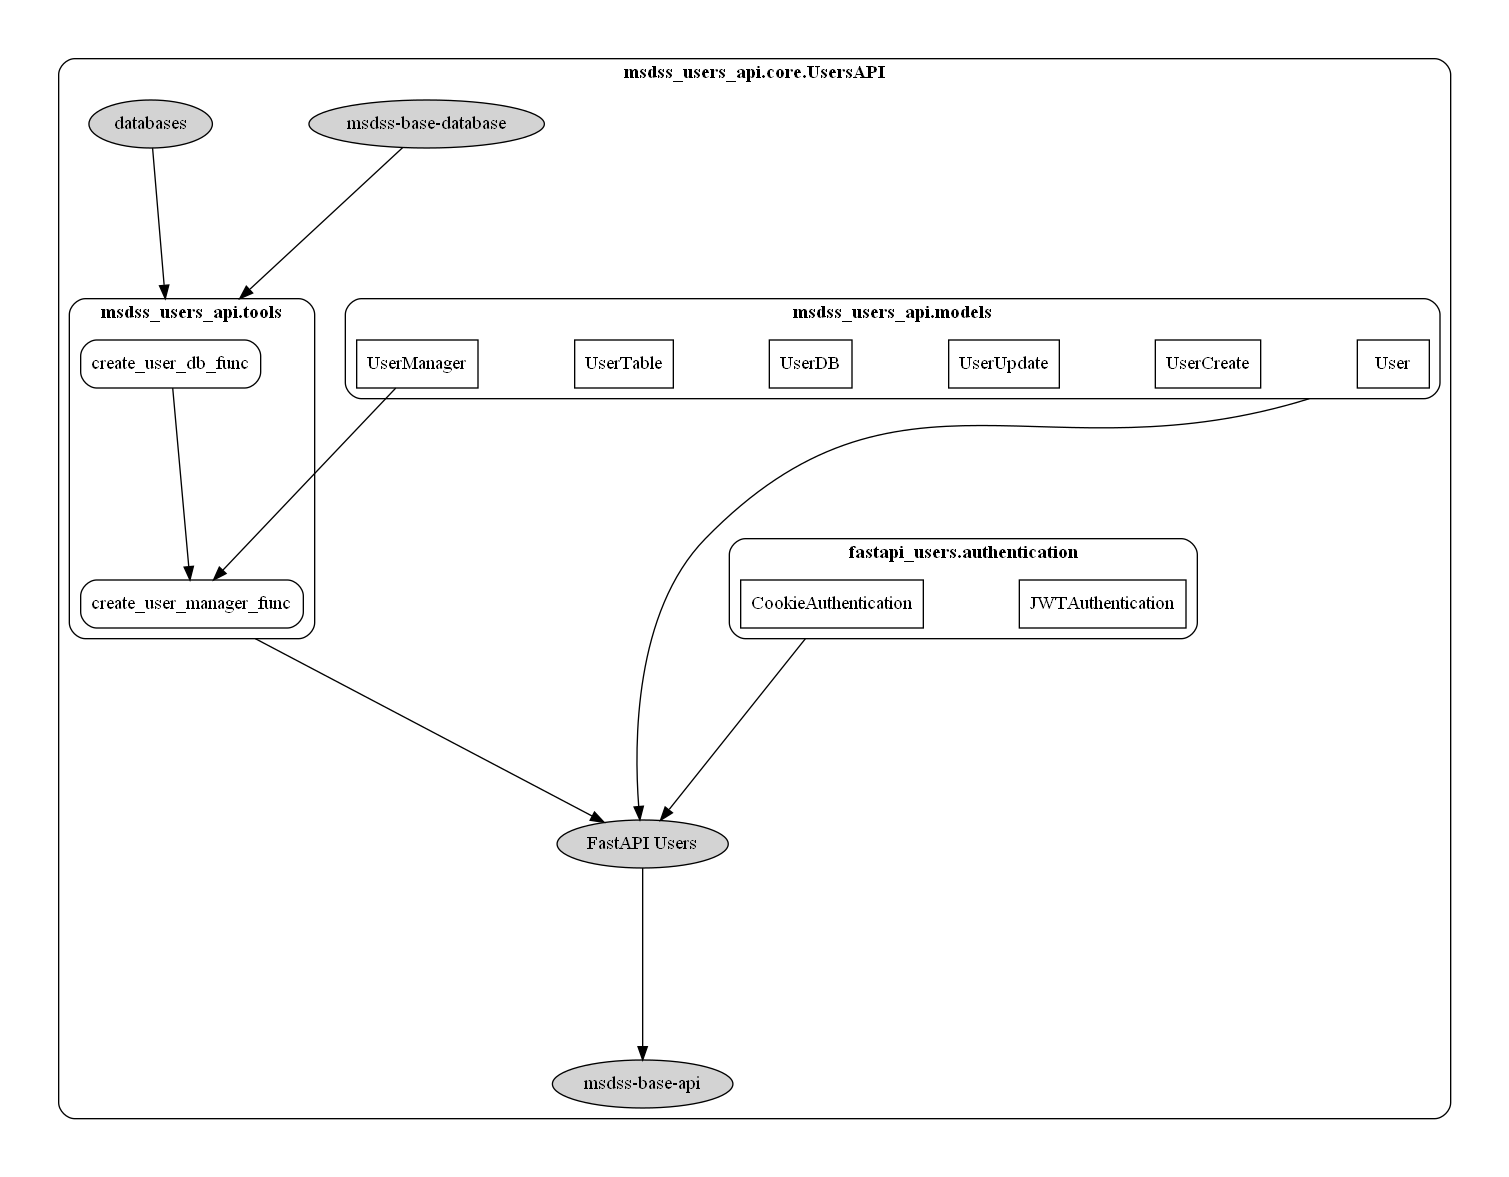 msdss_users_api.core.UsersAPI
databases
msdss-base-database
msdss_users_api.tools
msdss_users_api.models
create_user_db_func
UserManager
UserTable
UserDB
UserUpdate
UserCreate
User
fastapi_users.authentication
create_user_manager_func
CookieAuthentication
JWTAuthentication
FastAPI Users
msdss-base-api